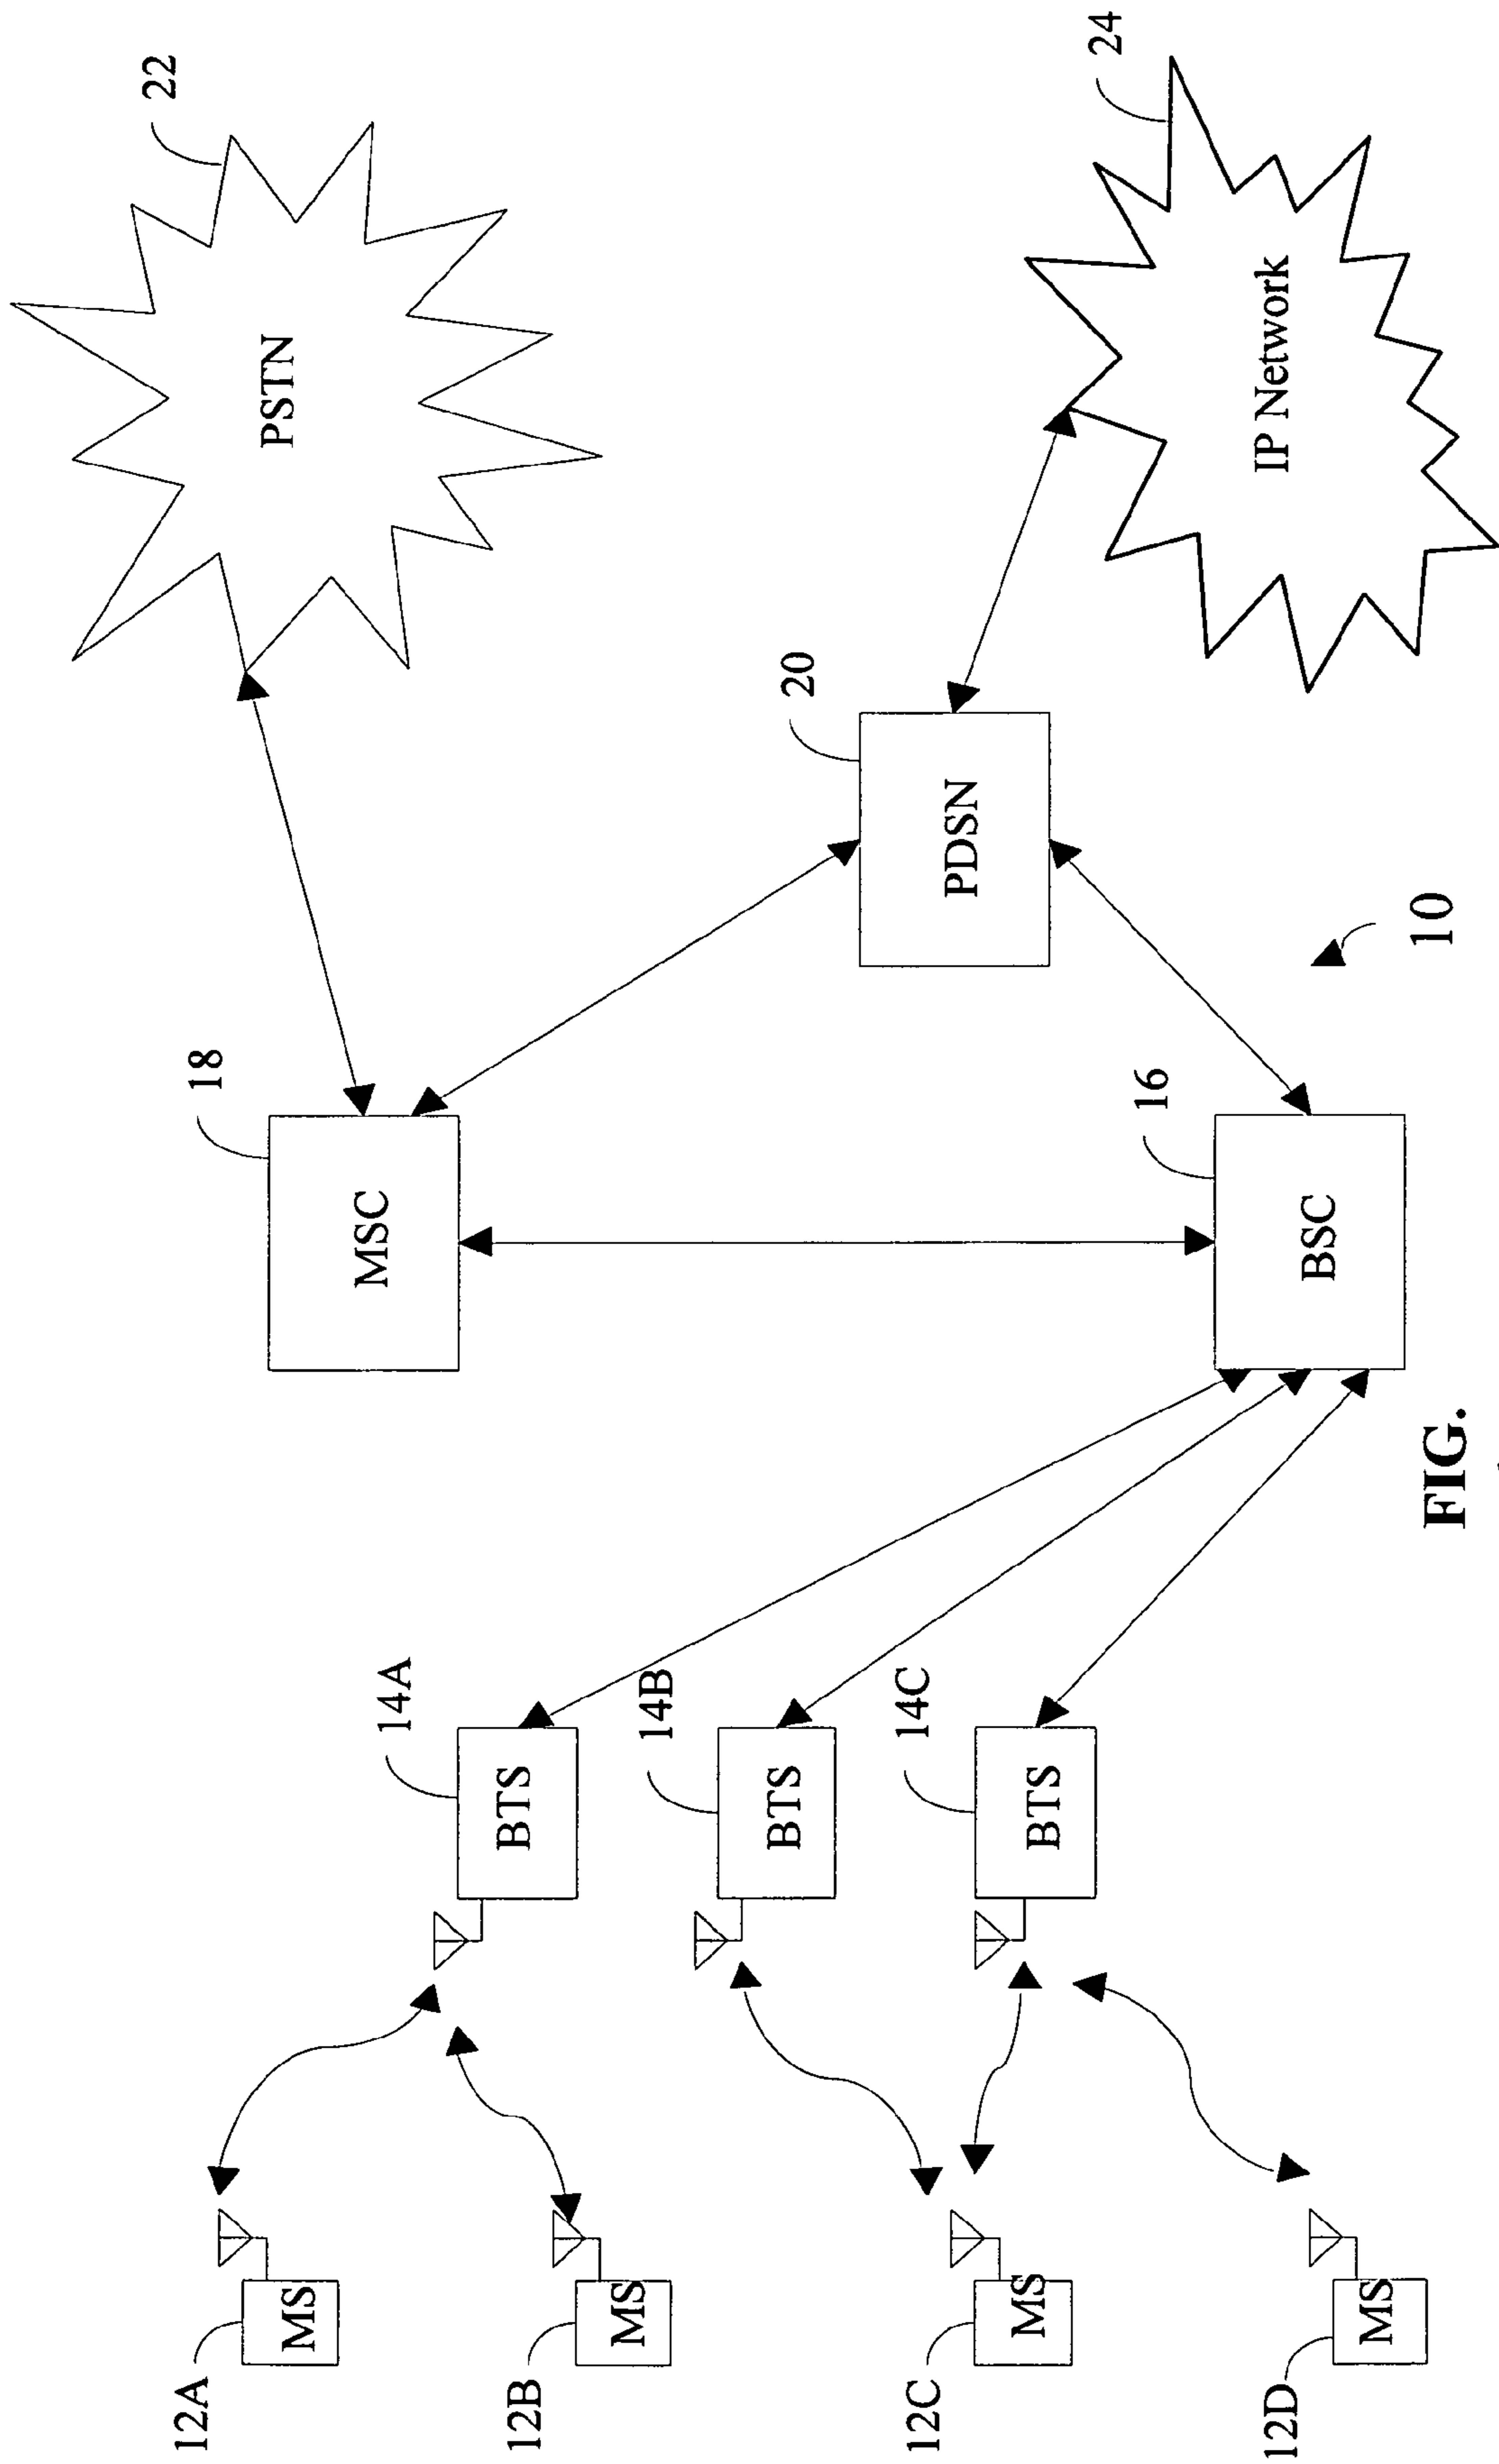 12A
MS
12B
MS
12C
MS
12D
MS
14A
BTS
14B
BTS
14C
BTS
18
MSC
16
BSC
20
PDSN
22
PSTN
24
IP Network
10
FIG.